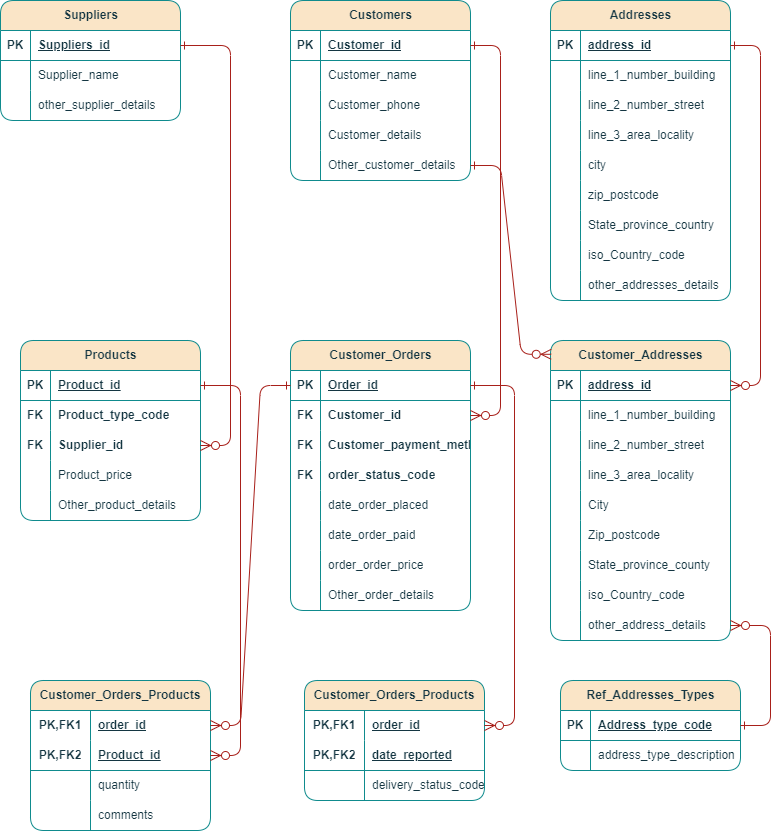 Suppliers
PK Suppliers_id
Supplier_name
other_supplier_details
Customers
PK Customer_id
Customer_name
Customer_phone
Customer_details
Other_customer_details
Addresses
PK address_id
line_1_number_building
line_2_number_street
line_3_area_locality
city
zip_postcode
State_province_country
iso_Country_code
other_addresses_details
Products
PK Product_id
FK Product_type_code
FK Supplier_id
Product_price
Other_product_details
Customer_Orders
PK Order_id
FK Customer_id
FK Customer_payment_metl
FK order_status_code
date_order_placed
date_order_paid
order_order_price
Other_order_details
Customer_Addresses
PK address_id
line_1_number_building
line_2_number_street
line_3_area_locality
City
Zip_postcode
State_province_county
iso_Country_code
other_address_details
Customer_Orders_Products
PK,FK1 order_id
PK,FK2 Product_id
quantity
comments
Customer_Orders_Products
PK,FK1 order_id
PK,FK2 date_reported
delivery_status_code
Ref_Addresses_Types
PK Address_type_code
address_type_description